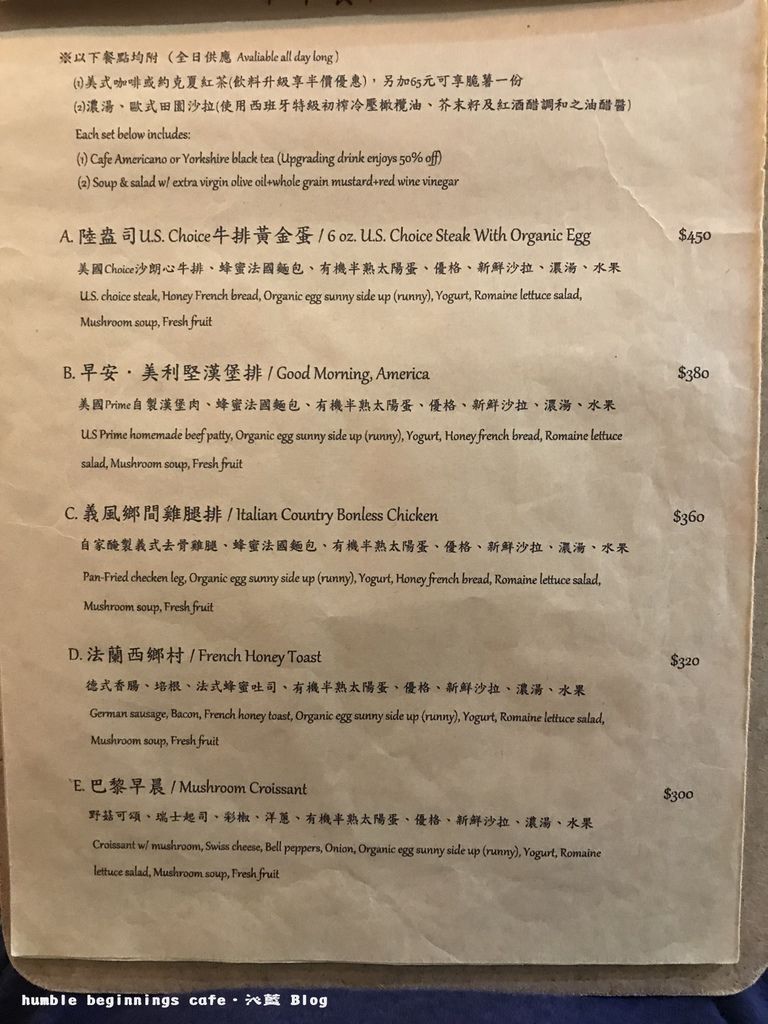 ※以下餐點均附（全日供應 Avaliable all day long）
(1)美式咖啡或約克夏紅茶(飲料升級享半價優惠)，另加65元可享脆薯一份
(2)濃湯、歐式田園沙拉(使用西班牙特級初榨冷壓橄欖油、芥末籽及紅酒醋調和之油醋醬)
Each set below includes:
(1) Cafe Americano or Yorkshire black tea (Upgrading drink enjoys 50% off)
(2) Soup & salad w/ extra virgin olive oil+whole grain mustard+red wine vinegar
A. 陸盎司U.S. Choice牛排黃金蛋 / 6 oz. U.S. Choice Steak With Organic Egg $450
美國Choice沙朗心牛排、蜂蜜法國麵包、有機半熟太陽蛋、優格、新鮮沙拉、濃湯、水果
U.S. choice steak, Honey French bread, Organic egg sunny side up (runny), Yogurt, Romaine lettuce salad,
Mushroom soup, Fresh fruit
B. 早安・美利堅漢堡排 / Good Morning, America $380
美國Prime自製漢堡肉、蜂蜜法國麵包、有機半熟太陽蛋、優格、新鮮沙拉、濃湯、水果
U.S Prime homemade beef patty, Organic egg sunny side up (runny), Yogurt, Honey french bread, Romaine lettuce
salad, Mushroom soup, Fresh fruit
C. 義風鄉間雞腿排 / Italian Country Bonless Chicken $360
自家醃製義式去骨雞腿、蜂蜜法國麵包、有機半熟太陽蛋、優格、新鮮沙拉、濃湯、水果
Pan-Fried checken leg, Organic egg sunny side up (runny), Yogurt, Honey french bread, Romaine lettuce salad,
Mushroom soup, Fresh fruit
D. 法蘭西鄉村 / French Honey Toast $320
德式香腸、培根、法式蜂蜜吐司、有機半熟太陽蛋、優格、新鮮沙拉、濃湯、水果
German sausage, Bacon, French honey toast, Organic egg sunny side up (runny), Yogurt, Romaine lettuce salad,
Mushroom soup, Fresh fruit
E. 巴黎早晨 / Mushroom Croissant $300
野菇可頌、瑞士起司、彩椒、洋蔥、有機半熟太陽蛋、優格、新鮮沙拉、濃湯、水果
Croissant w/ mushroom, Swiss cheese, Bell peppers, Onion, Organic egg sunny side up (runny), Yogurt, Romaine
lettuce salad, Mushroom soup, Fresh fruit
humble beginnings cafe・沁藍 Blog